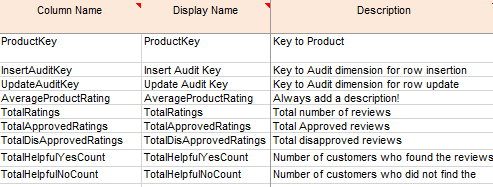 Column Name Display Name Description
ProductKey ProductKey Key to Product
InsertAuditKey Insert Audit Key Key to Audit dimension for row insertion
UpdateAuditKey Update Audit Key Key to Audit dimension for row update
AverageProductRating AverageProductRating Always add a description!
TotalRatings TotalRatings Total number of reviews
TotalApprovedRatings TotalApprovedRatings Total Approved reviews
TotalDisApprovedRatings TotalDisApprovedRatings Total disapproved reviews
TotalHelpfulYesCount TotalHelpfulYesCount Number of customers who found the reviews
TotalHelpfulNoCount TotalHelpfulNoCount Number of customers who did not find the